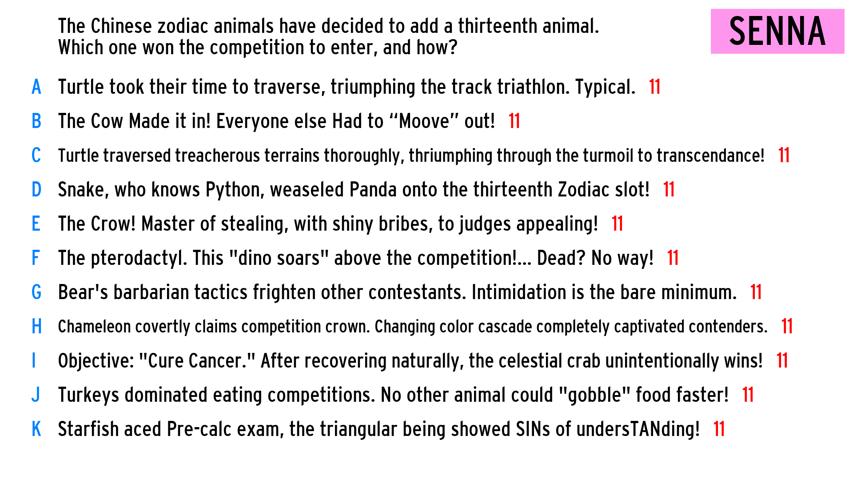 The Chinese zodiac animals have decided to add a thirteenth animal.
Which one won the competition to enter, and how?
SENNA
A Turtle took their time to traverse, triumphing the track triathlon. Typical. 11
B The Cow Made it in! Everyone else Had to “Moove” out! 11
C Turtle traversed treacherous terrains thoroughly, thriumphing through the turmoil to transcendance! 11
D Snake, who knows Python, weaseled Panda onto the thirteenth Zodiac slot! 11
E The Crow! Master of stealing, with shiny bribes, to judges appealing! 11
F The pterodactyl. This "dino soars" above the competition!... Dead? No way! 11
G Bear's barbarian tactics frighten other contestants. Intimidation is the bare minimum. 11
H Chameleon covertly claims competition crown. Changing color cascade completely captivated contenders. 11
I Objective: "Cure Cancer." After recovering naturally, the celestial crab unintentionally wins! 11
J Turkeys dominated eating competitions. No other animal could "gobble" food faster! 11
K Starfish aced Pre-calc exam, the triangular being showed SINs of undersTANding! 11